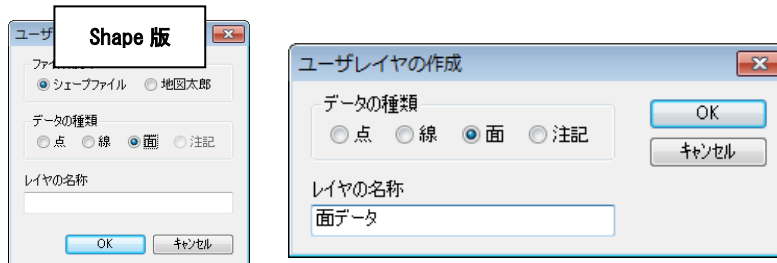 ユーザ
Shape 版
シェープファイル 地図太郎
データの種類
点 線 面 注記
レイヤの名称
OK キャンセル
ユーザレイヤの作成
データの種類
点 線 面 注記
レイヤの名称
面データ
OK
キャンセル